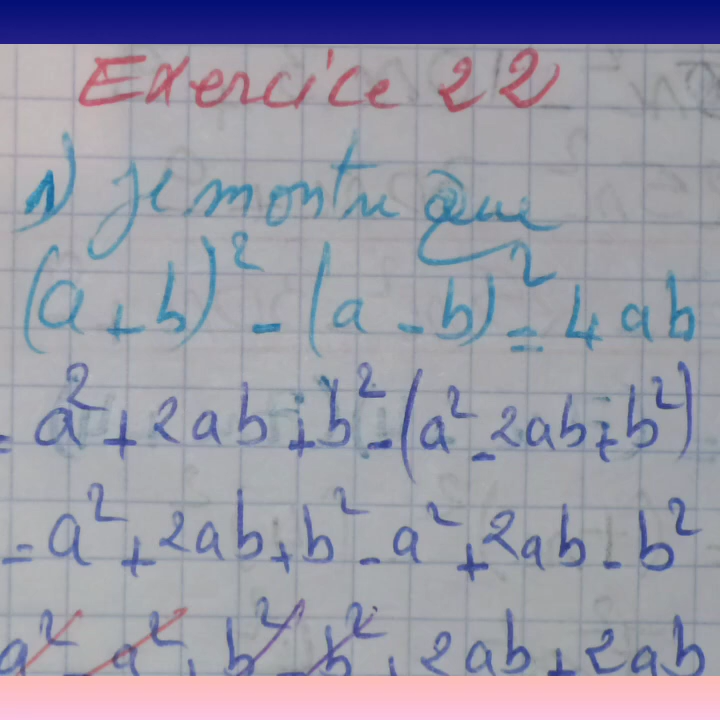 Exercice 22
1) je montre que
(a+b)² - (a-b)² = 4ab
= a² + 2ab + b² - (a² - 2ab + b²)
= a² + 2ab + b² - a² + 2ab - b²
a² - a² + b² - b² + 2ab + 2ab